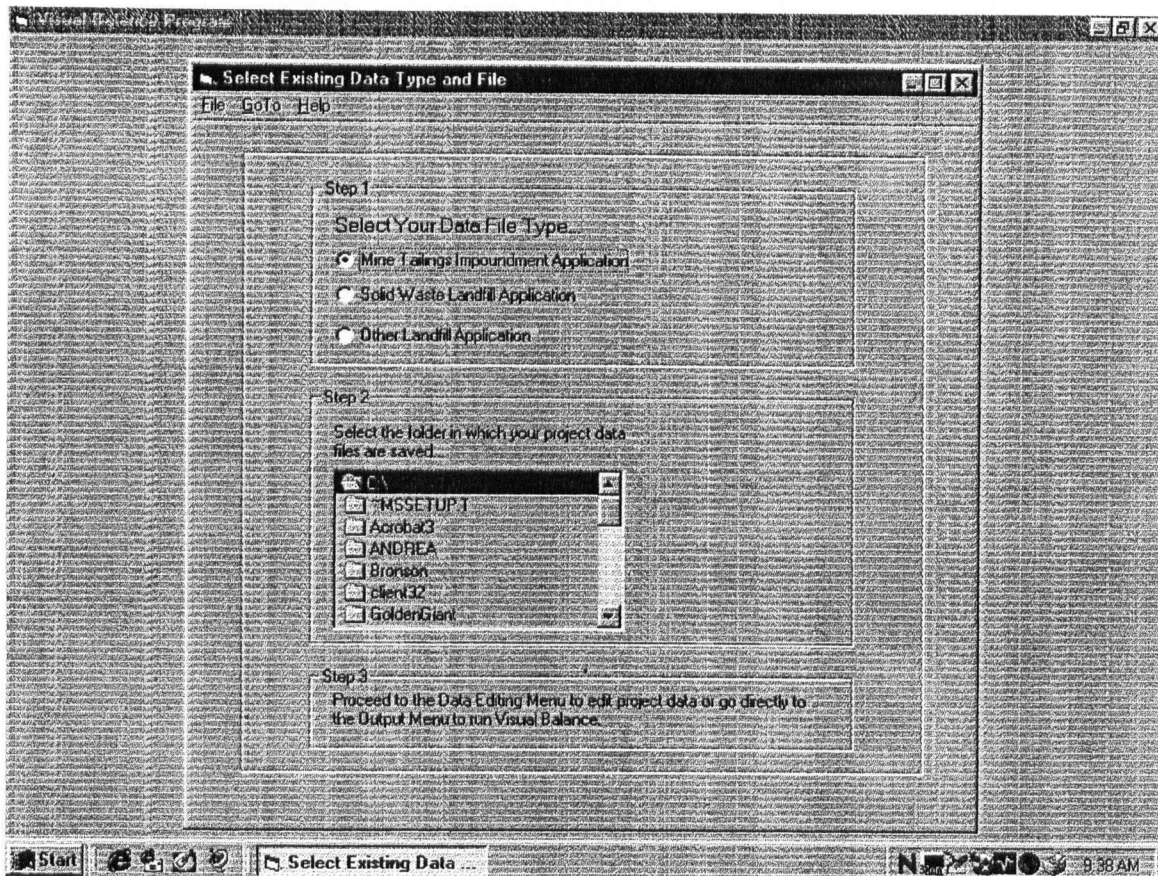 Visual Balance Program
Select Existing Data Type and File
File GoTo Help
Step 1
Select Your Data File Type...
Mine Tailings Impoundment Application
Solid Waste Landfill Application
Other Landfill Application
Step 2
Select the folder in which your project data
files are saved...
C:\
~MSSETUP.T
Acrobat3
ANDREA
Bronson
client32
GoldenGiant
Step 3
Proceed to the Data Editing Menu to edit project data or go directly to
the Output Menu to run Visual Balance.
Start
Select Existing Data ...
N
9:38 AM